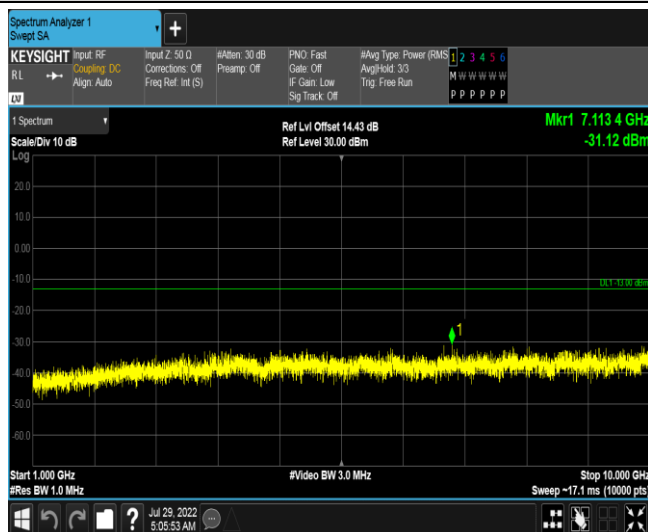 Spectrum Analyzer 1
Swept SA
+
KEYSIGHT
RL
Input: RF
Coupling: DC
Align: Auto
Input Z: 50 Ω
Corrections: Off
Freq Ref: Int (S)
#Atten: 30 dB
Preamp: Off
PNO: Fast
Gate: Off
IF Gain: Low
Sig Track: Off
#Avg Type: Power (RMS
Avg|Hold: 3/3
Trig: Free Run
1 2 3 4 5 6
M W W W W W
P P P P P P
LXI
1 Spectrum
Scale/Div 10 dB
Ref Lvl Offset 14.43 dB
Ref Level 30.00 dBm
Mkr1 7.113 4 GHz
-31.12 dBm
Log
20.0
10.0
0.00
-10.0
DL1 -13.00 dBm
-20.0
1
-30.0
-40.0
-50.0
-60.0
Start 1.000 GHz
#Video BW 3.0 MHz
Stop 10.000 GHz
#Res BW 1.0 MHz
Sweep ~17.1 ms (10000 pts)
?
Jul 29, 2022
5:05:53 AM